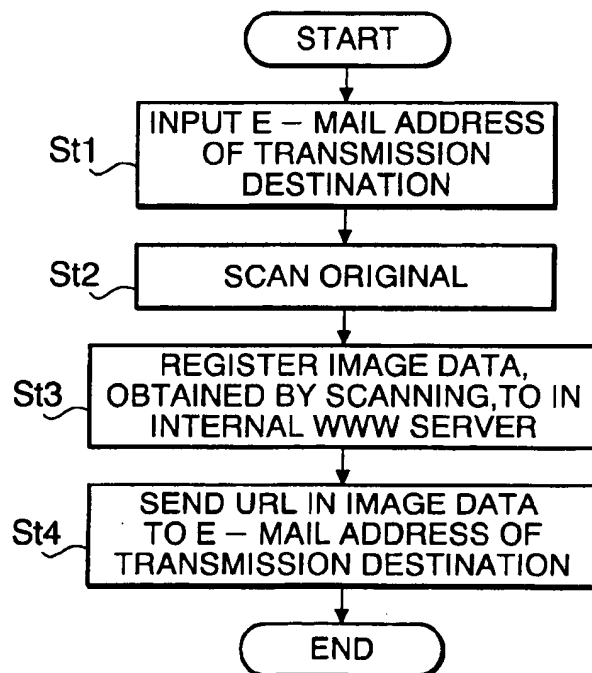 START
St1
INPUT E – MAIL ADDRESS
OF TRANSMISSION
DESTINATION
St2
SCAN ORIGINAL
St3
REGISTER IMAGE DATA,
OBTAINED BY SCANNING,TO IN
INTERNAL WWW SERVER
St4
SEND URL IN IMAGE DATA
TO E – MAIL ADDRESS OF
TRANSMISSION DESTINATION
END